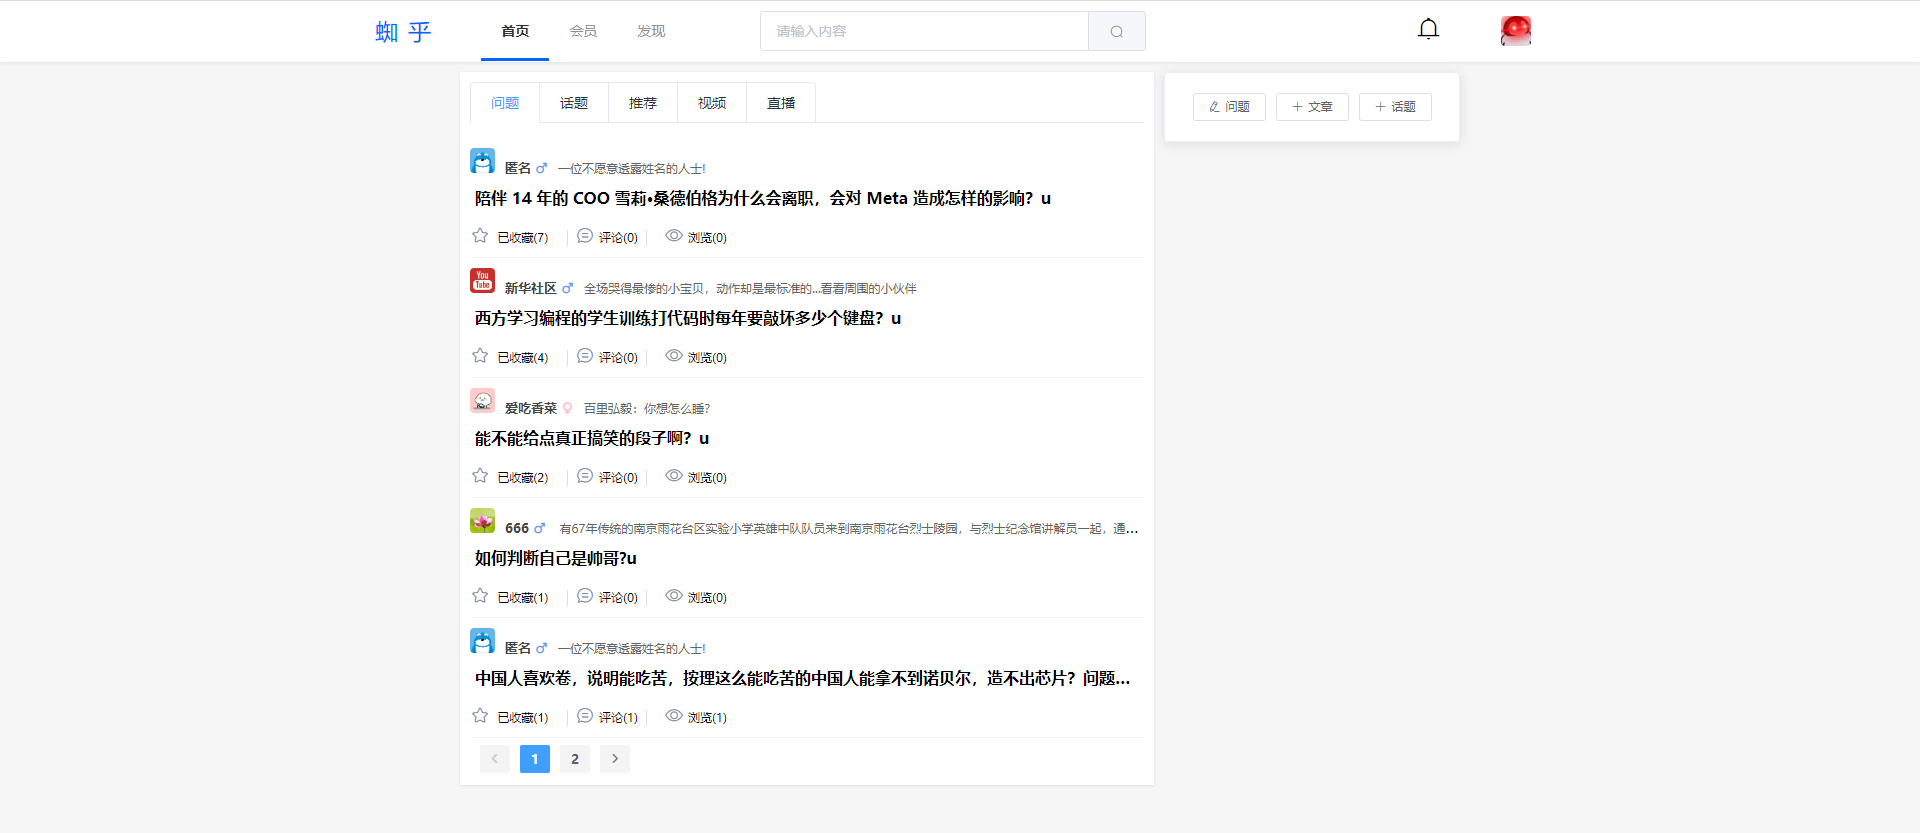 蜘 乎 首页 会员 发现 请输入内容
问题 话题 推荐 视频 直播
问题 文章 话题
匿名 一位不愿意透露姓名的人士!
陪伴 14 年的 COO 雪莉•桑德伯格为什么会离职，会对 Meta 造成怎样的影响？u
已收藏(7) 评论(0) 浏览(0)
You Tube
新华社区 全场哭得最惨的小宝贝，动作却是最标准的...看看周围的小伙伴
西方学习编程的学生训练打代码时每年要敲坏多少个键盘？u
已收藏(4) 评论(0) 浏览(0)
爱吃香菜 百里弘毅：你想怎么睡?
能不能给点真正搞笑的段子啊？u
已收藏(2) 评论(0) 浏览(0)
666 有67年传统的南京雨花台区实验小学英雄中队队员来到南京雨花台烈士陵园，与烈士纪念馆讲解员一起，通...
如何判断自己是帅哥?u
已收藏(1) 评论(0) 浏览(0)
匿名 一位不愿意透露姓名的人士!
中国人喜欢卷，说明能吃苦，按理这么能吃苦的中国人能拿不到诺贝尔，造不出芯片？问题...
已收藏(1) 评论(1) 浏览(1)
1 2